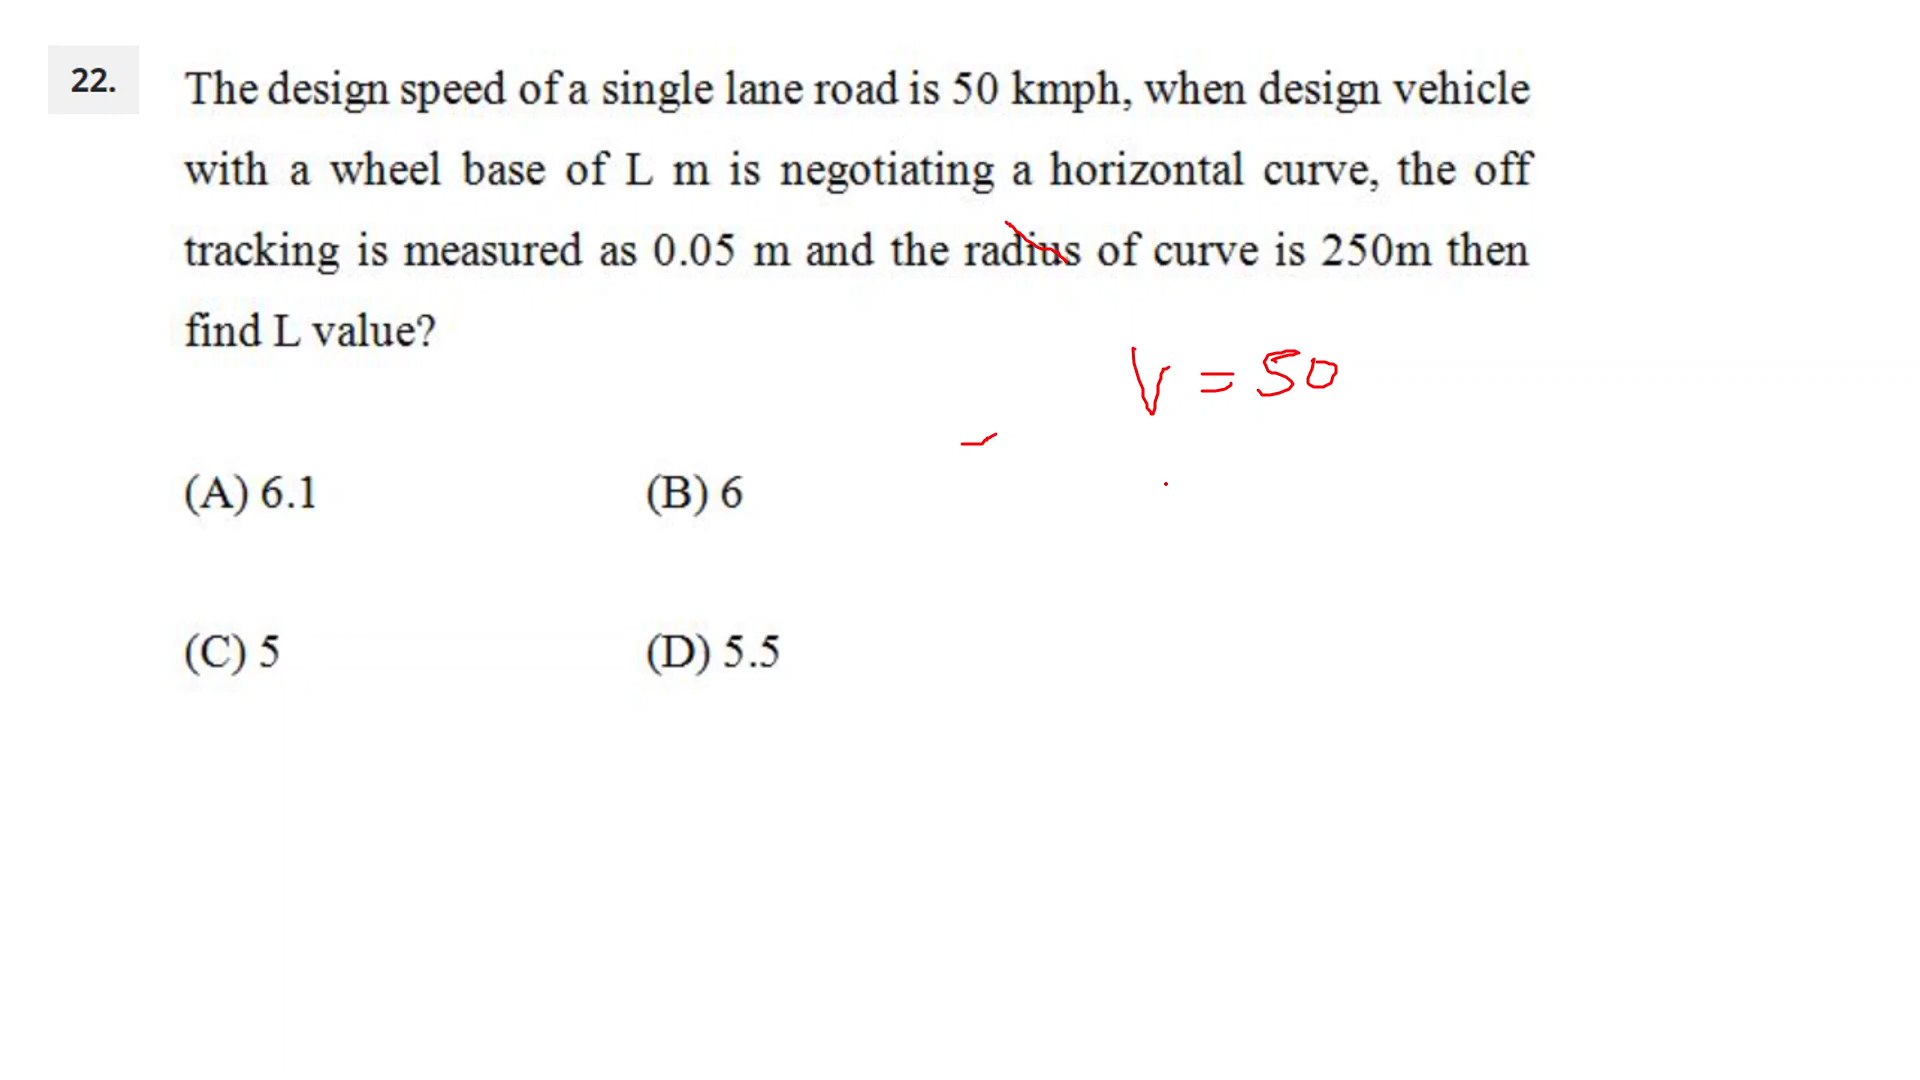 22.
The design speed of a single lane road is 50 kmph, when design vehicle
with a wheel base of L m is negotiating a horizontal curve, the off
tracking is measured as 0.05 m and the radius of curve is 250m then
find L value?
V = 50
(A) 6.1 (B) 6
(C) 5 (D) 5.5